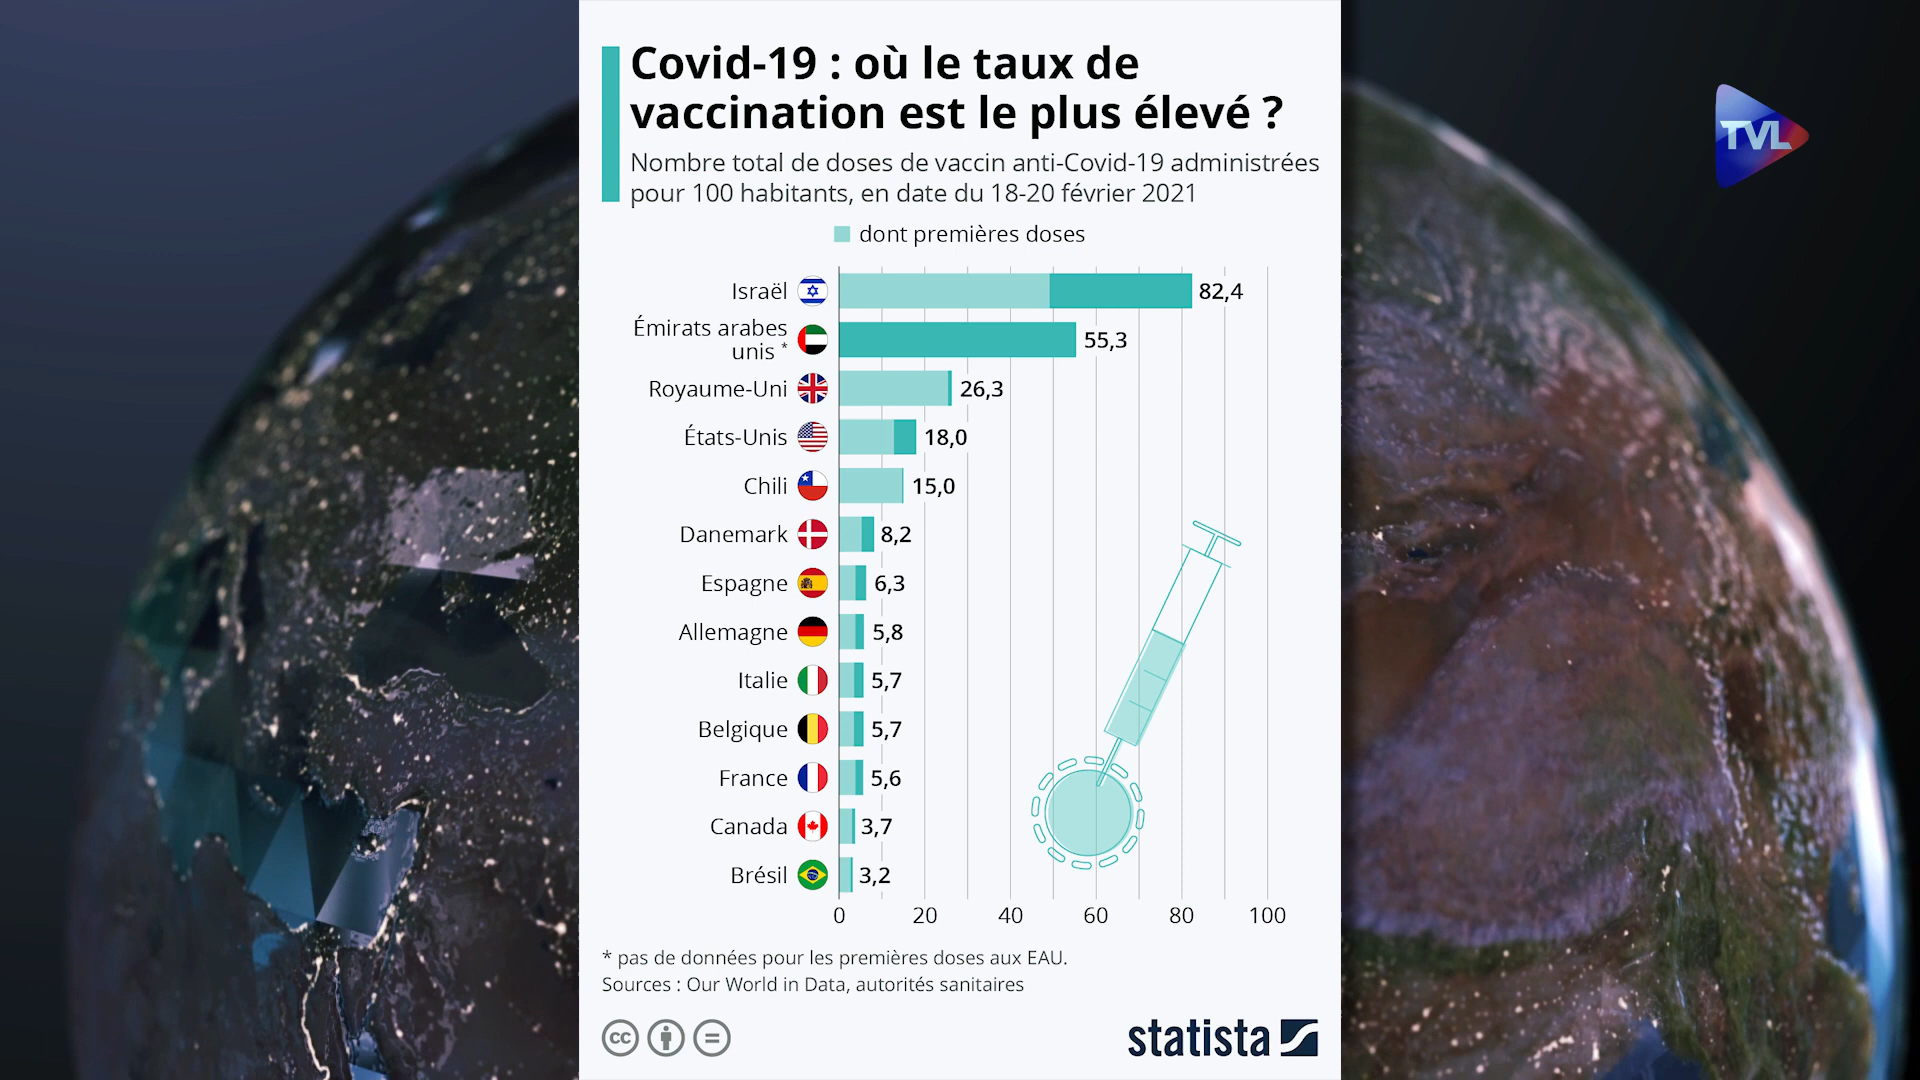 Covid-19 : où le taux de
vaccination est le plus élevé ?
Nombre total de doses de vaccin anti-Covid-19 administrées
pour 100 habitants, en date du 18-20 février 2021
dont premières doses
Israël 82,4
Émirats arabes
unis * 55,3
Royaume-Uni 26,3
États-Unis 18,0
Chili 15,0
Danemark 8,2
Espagne 6,3
Allemagne 5,8
Italie 5,7
Belgique 5,7
France 5,6
Canada 3,7
Brésil 3,2
0 20 40 60 80 100
* pas de données pour les premières doses aux EAU.
Sources : Our World in Data, autorités sanitaires
cc
statista
TVL